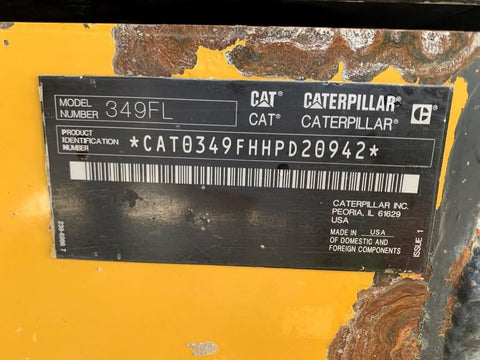 MODEL NUMBER 349FL
CAT CATERPILLAR C
CAT® CATERPILLAR®
PRODUCT IDENTIFICATION NUMBER *CAT0349FHHPD20942*
CATERPILLAR INC.
PEORIA, IL 61629
USA
MADE IN USA
OF DOMESTIC AND
FOREIGN COMPONENTS
ISSUE 1